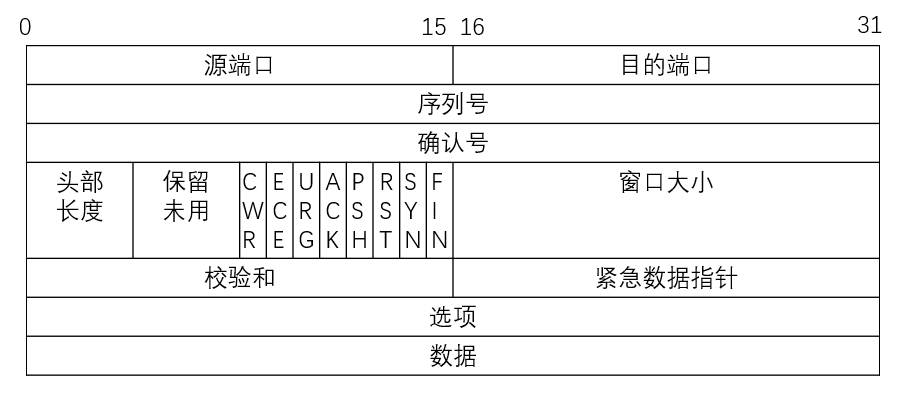 0 15 16 31
源端口 目的端口
序列号
确认号
头部长度 保留未用 CWR ECE URG ACK PSH RST SYN FIN 窗口大小
校验和 紧急数据指针
选项
数据